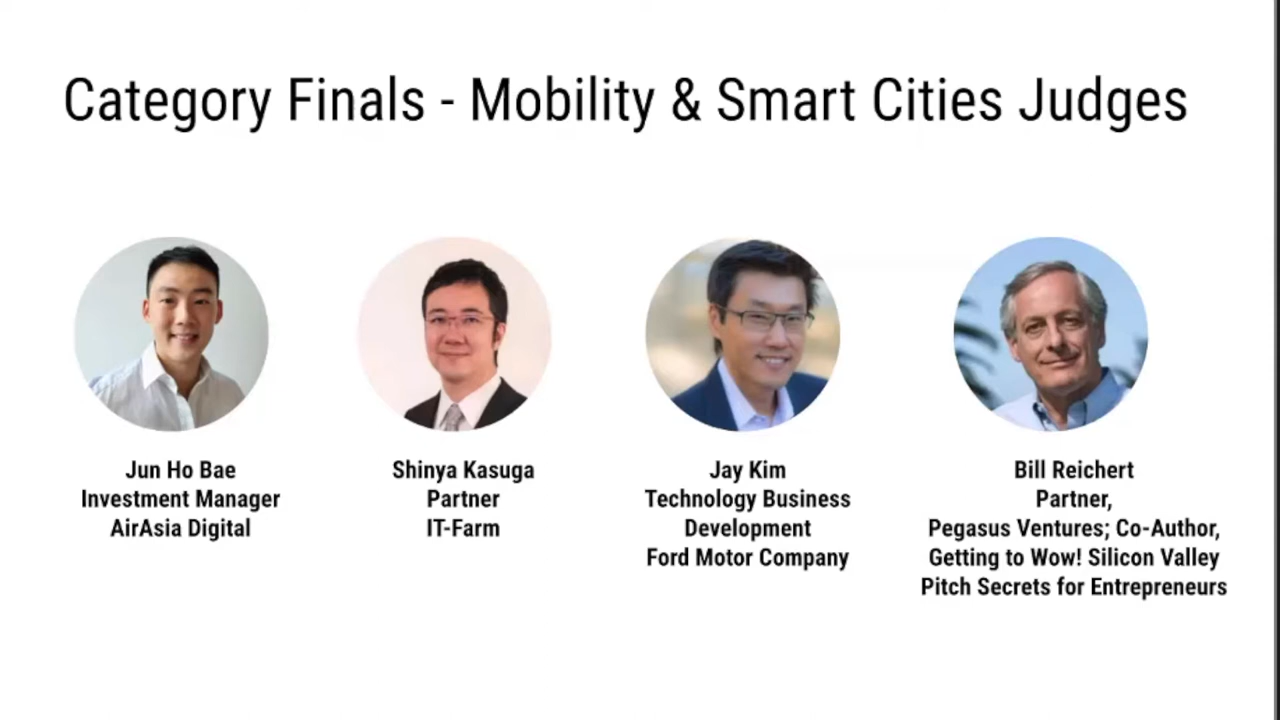 Category Finals - Mobility & Smart Cities Judges
Jun Ho Bae
Investment Manager
AirAsia Digital
Shinya Kasuga
Partner
IT-Farm
Jay Kim
Technology Business
Development
Ford Motor Company
Bill Reichert
Partner,
Pegasus Ventures; Co-Author,
Getting to Wow! Silicon Valley
Pitch Secrets for Entrepreneurs